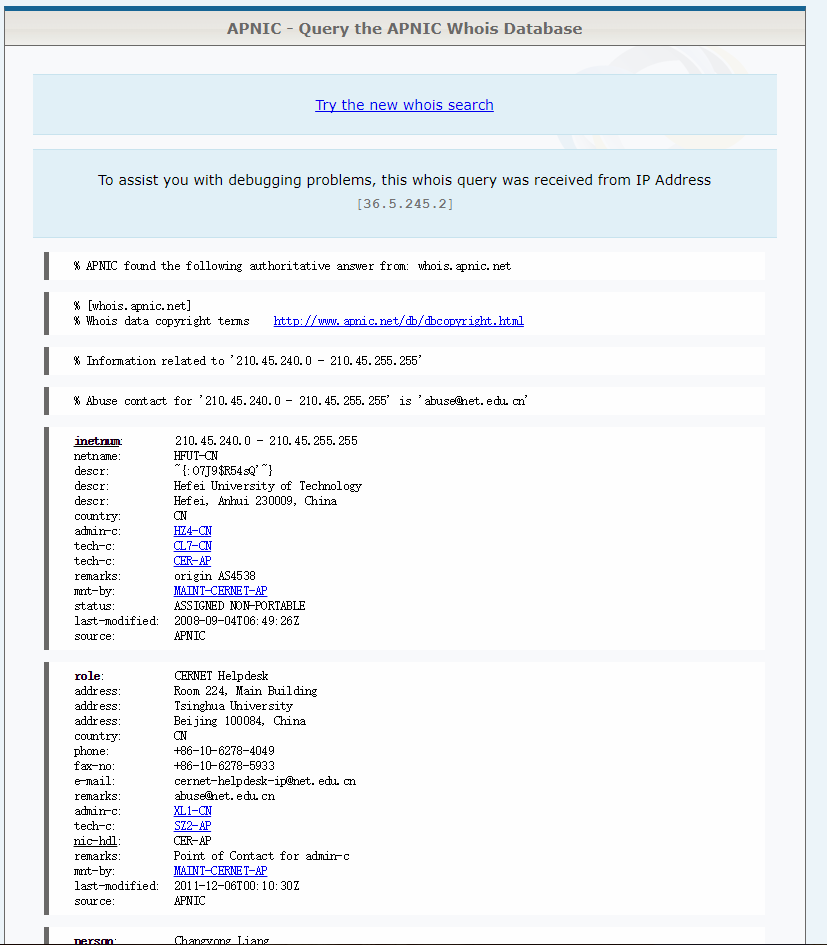 APNIC - Query the APNIC Whois Database
Try the new whois search
To assist you with debugging problems, this whois query was received from IP Address
[36.5.245.2]
% APNIC found the following authoritative answer from: whois.apnic.net
% [whois.apnic.net]
% Whois data copyright terms    http://www.apnic.net/db/dbcopyright.html
% Information related to '210.45.240.0 - 210.45.255.255'
% Abuse contact for '210.45.240.0 - 210.45.255.255' is 'abuse@net.edu.cn'
inetnum:        210.45.240.0 - 210.45.255.255
netname:        HFUT-CN
descr:          ~{:O7J9$R54sQ'~}
descr:          Hefei University of Technology
descr:          Hefei, Anhui 230009, China
country:        CN
admin-c:        HZ4-CN
tech-c:         CL7-CN
tech-c:         CER-AP
remarks:        origin AS4538
mnt-by:         MAINT-CERNET-AP
status:         ASSIGNED NON-PORTABLE
last-modified:  2008-09-04T06:49:26Z
source:         APNIC
role:           CERNET Helpdesk
address:        Room 224, Main Building
address:        Tsinghua University
address:        Beijing 100084, China
country:        CN
phone:          +86-10-6278-4049
fax-no:         +86-10-6278-5933
e-mail:         cernet-helpdesk-ip@net.edu.cn
remarks:        abuse@net.edu.cn
admin-c:        XL1-CN
tech-c:         SZ2-AP
nic-hdl:        CER-AP
remarks:        Point of Contact for admin-c
mnt-by:         MAINT-CERNET-AP
last-modified:  2011-12-06T00:10:30Z
source:         APNIC
person:         Changyong Liang